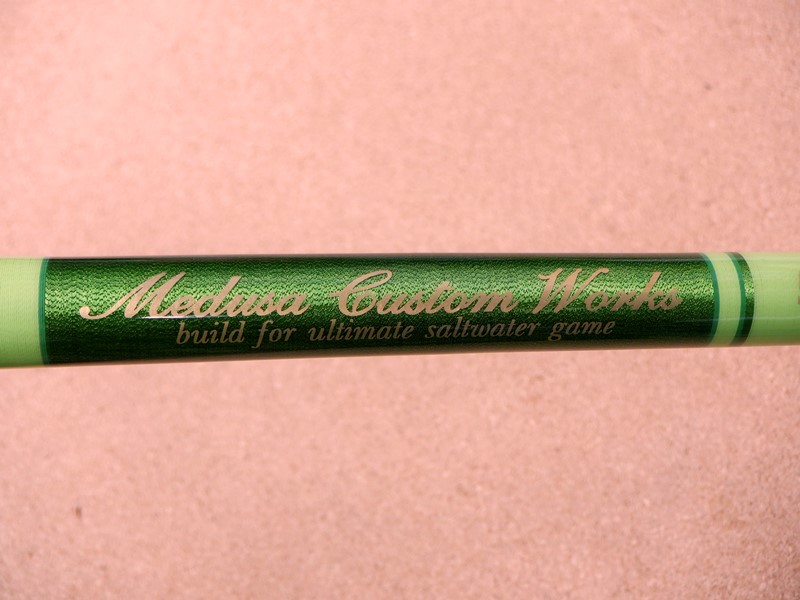 Medusa Custom Works
build for ultimate saltwater game